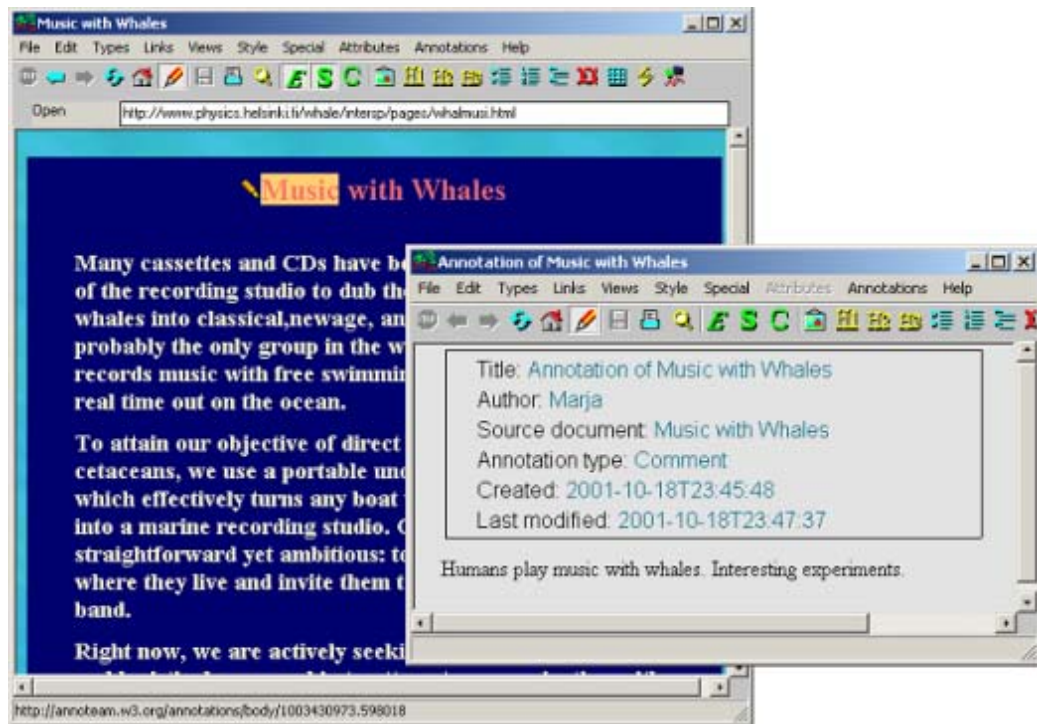 Music with Whales
File Edit Types Links Views Style Special Attributes Annotations Help
Open http://www.physics.helsinki.fi/whale/intersp/pages/whalmusi.html
Music with Whales
Many cassettes and CDs have
of the recording studio to dub
whales into classical,newage, an
probably the only group in the
records music with free
real time out on the ocean.
To attain our objective of direct
cetaceans, we use a portable
which effectively turns any boat
into a marine recording studio.
straightforward yet ambitious:
where they live and invite them
band.
Right now, we are actively
http://annoteam.w3.org/annotations/body/1003430973.598018
Annotation of Music with Whales
File Edit Types Links Views Style Special Attributes Annotations Help
Title: Annotation of Music with Whales
Author: Marja
Source document: Music with Whales
Annotation type: Comment
Created: 2001-10-18T23:45:48
Last modified: 2001-10-18T23:47:37
Humans play music with whales. Interesting experiments.